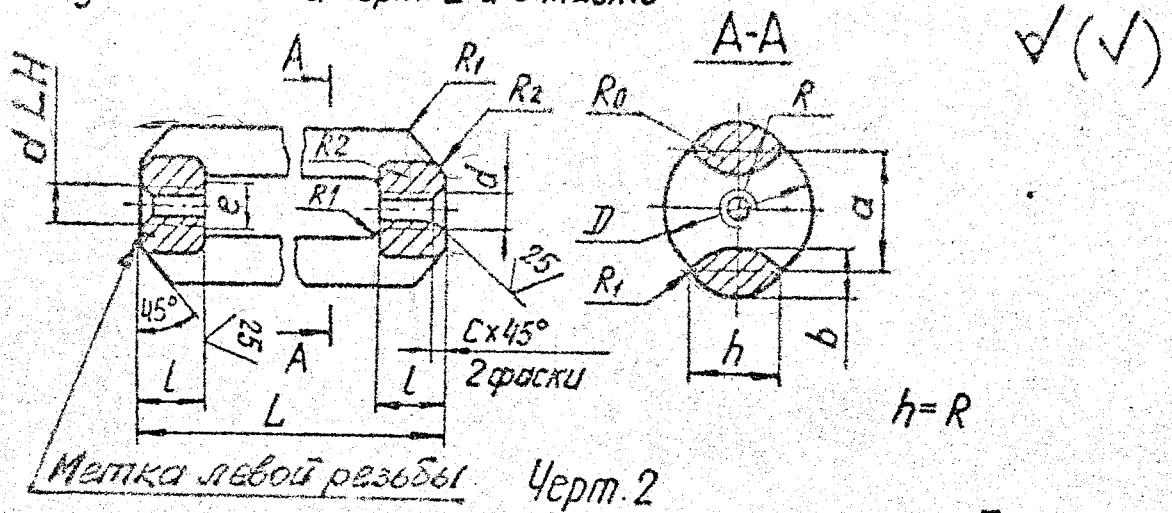 А-А
А
R1
R2
R0
R
d LH
R2
d
R1
e
D
a
25
R1
45°
25
А
С×45°
2 фаски
h
b
l
l
L
h=R
Метка левой резьбы
Черт. 2